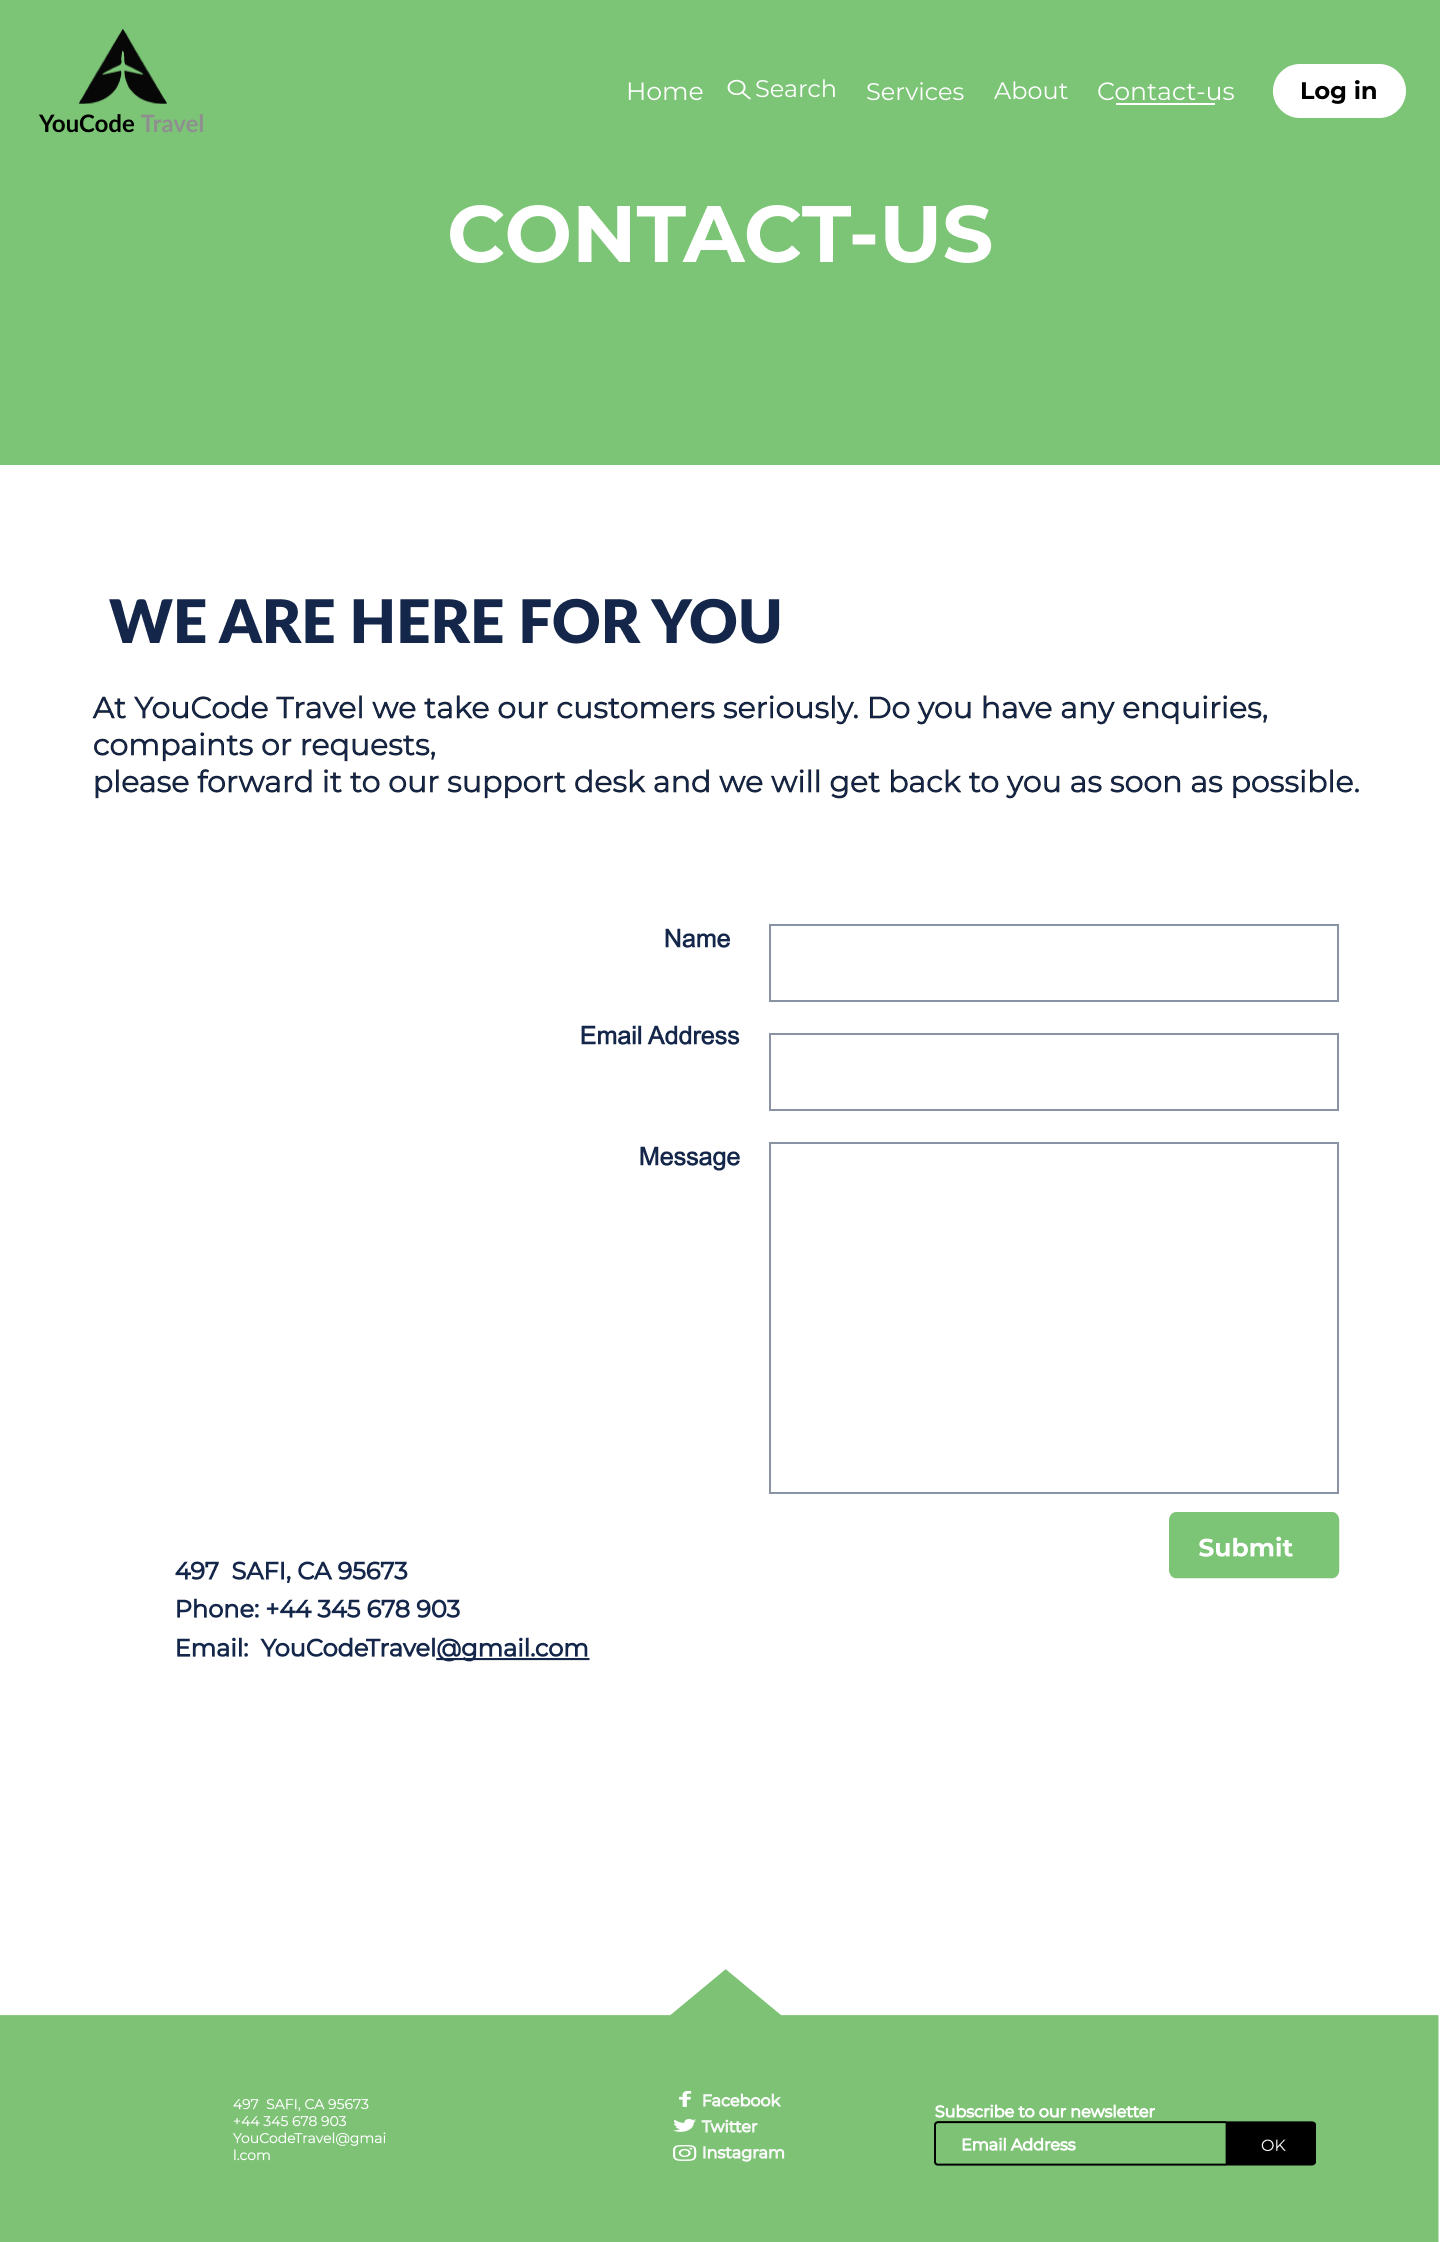 YouCode Travel
Home
Search
Services
About
Contact-us
Log in
CONTACT-US
WE ARE HERE FOR YOU
At YouCode Travel we take our customers seriously. Do you have any enquiries,
compaints or requests,
please forward it to our support desk and we will get back to you as soon as possible.
Name
Email Address
Message
Submit
497  SAFI, CA 95673
Phone: +44 345 678 903
Email:  YouCodeTravel@gmail.com
497  SAFI, CA 95673
+44 345 678 903
YouCodeTravel@gmai
l.com
Facebook
Twitter
Instagram
Subscribe to our newsletter
Email Address
OK